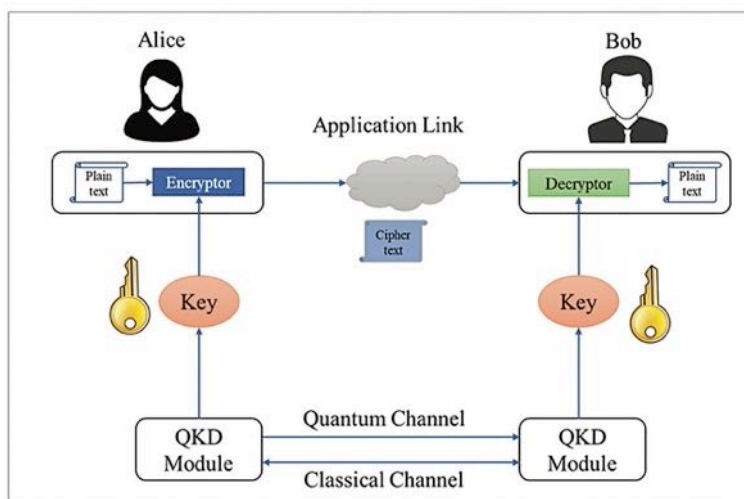 Alice
Bob
Application Link
Plain
text
Encryptor
Cipher
text
Decryptor
Plain
text
Key
Key
QKD
Module
Quantum Channel
Classical Channel
QKD
Module